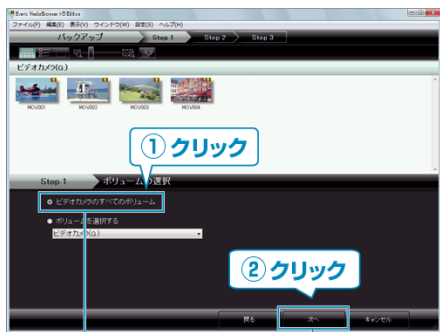 Everio MediaBrowser HD Edition
ファイル(F) 編集(E) 表示(V) ウインドウ(W) 設定(S) ヘルプ(H)
バックアップ Step 1 Step 2 Step 3
ビデオカメラ(G:)
MOV001 MOV002 MOV003 MOV004
① クリック
Step 1 ボリュームの選択
ビデオカメラのすべてのボリューム
ボリュームを選択する
ビデオカメラ(G:)
② クリック
戻る 次へ キャンセル